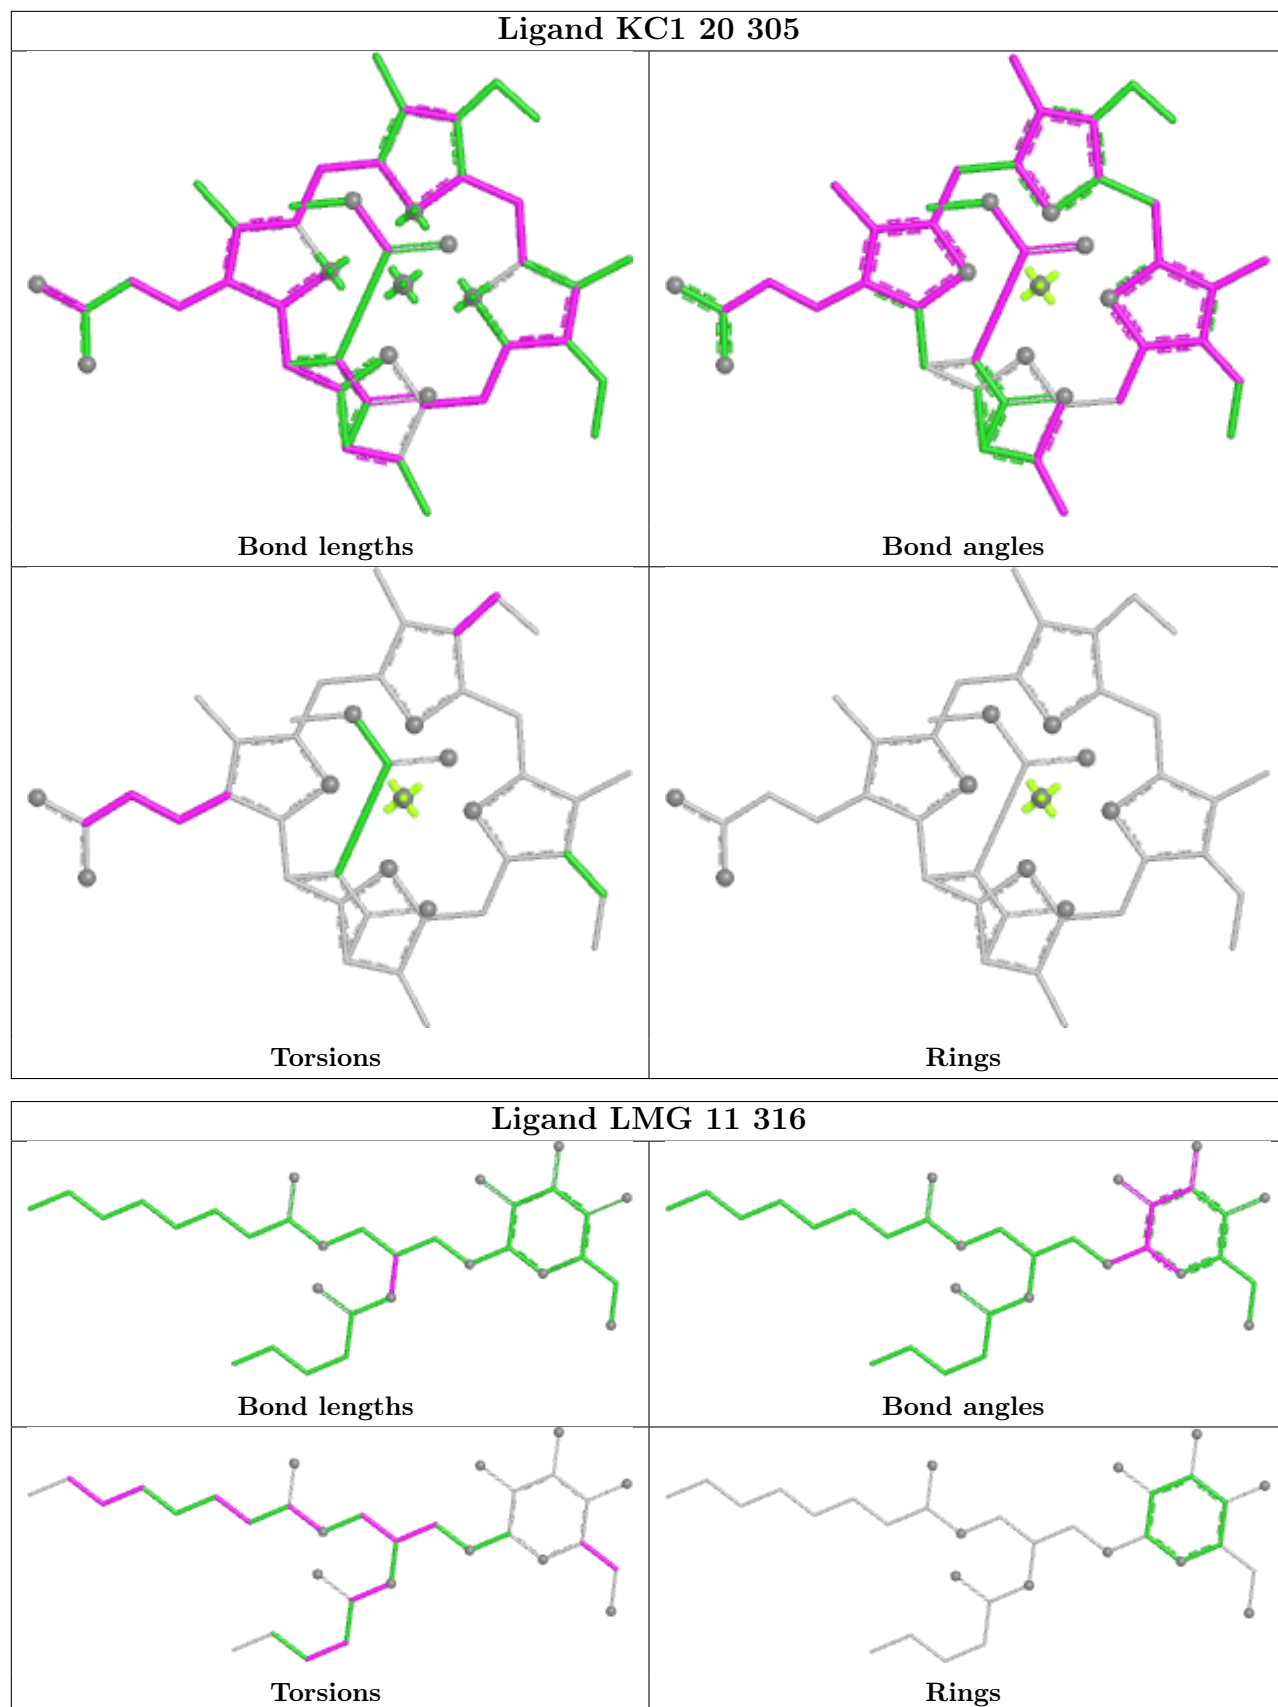 Ligand KC1 20 305
Bond lengths
Bond angles
Torsions
Rings
Ligand LMG 11 316
Bond lengths
Bond angles
Torsions
Rings